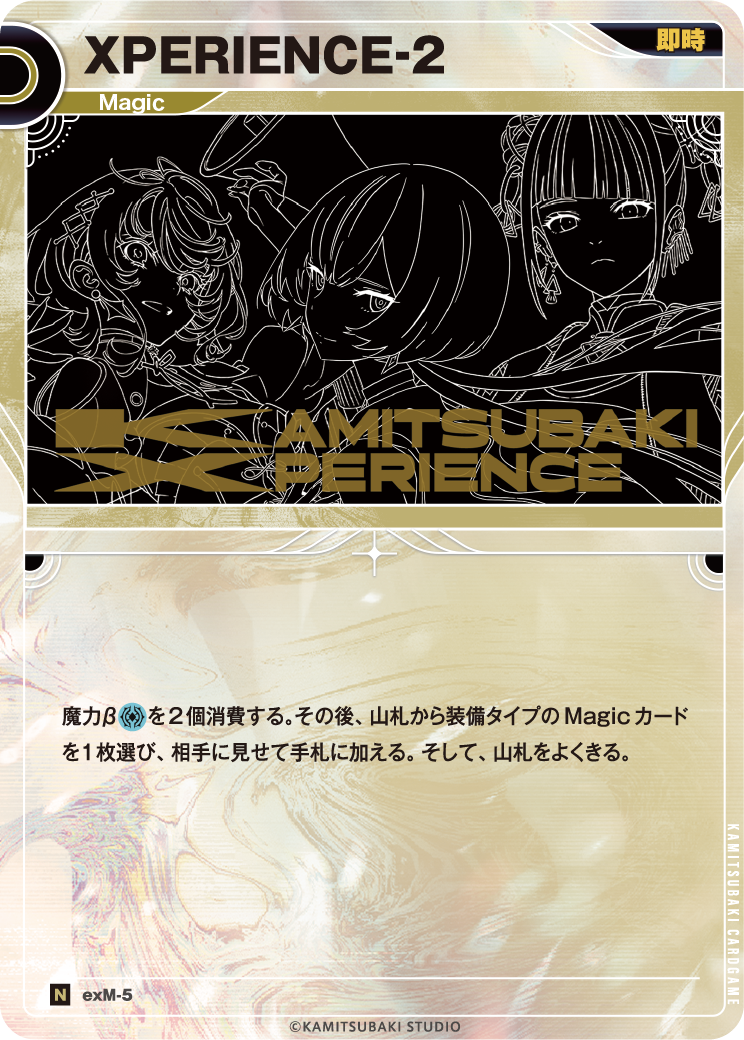 XPERIENCE-2
即時
Magic
KAMITSUBAKI
XPERIENCE
魔力βを2個消費する。その後、山札から装備タイプのMagicカード
を1枚選び、相手に見せて手札に加える。そして、山札をよくきる。
KAMITSUBAKI CARDGAME
N exM-5
©KAMITSUBAKI STUDIO